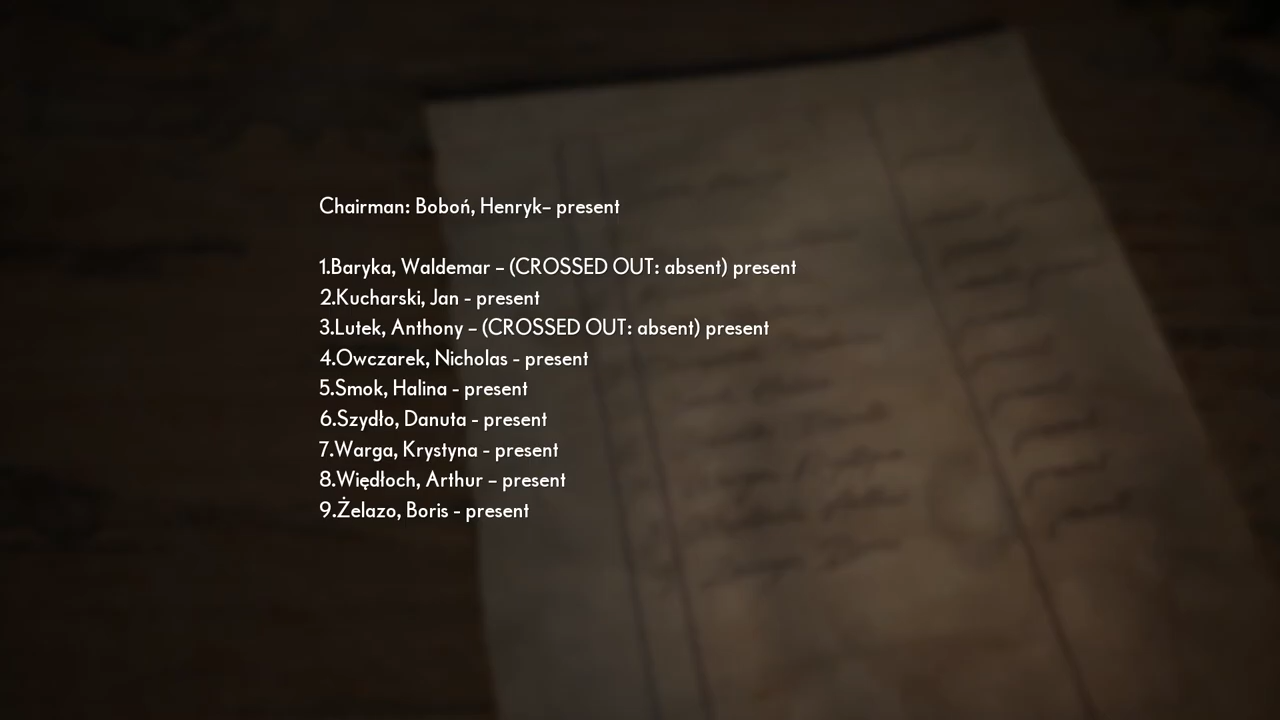 Chairman: Boboń, Henryk– present
1.Baryka, Waldemar – (CROSSED OUT: absent) present
2.Kucharski, Jan - present
3.Lutek, Anthony – (CROSSED OUT: absent) present
4.Owczarek, Nicholas - present
5.Smok, Halina - present
6.Szydło, Danuta - present
7.Warga, Krystyna - present
8.Więdłoch, Arthur – present
9.Żelazo, Boris - present